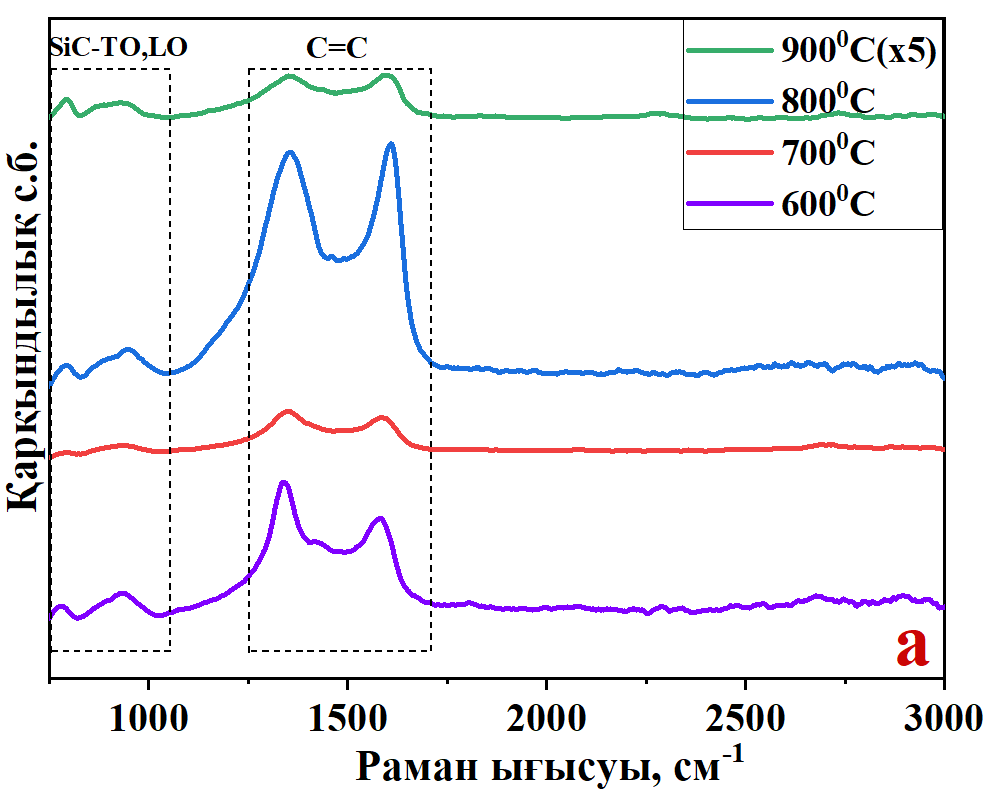 SiC-TO,LO
C=C
900⁰C(x5)
800⁰C
700⁰C
600⁰C
Қарқындылық с.б.
а
1000 1500 2000 2500 3000
Раман ығысуы, см⁻¹